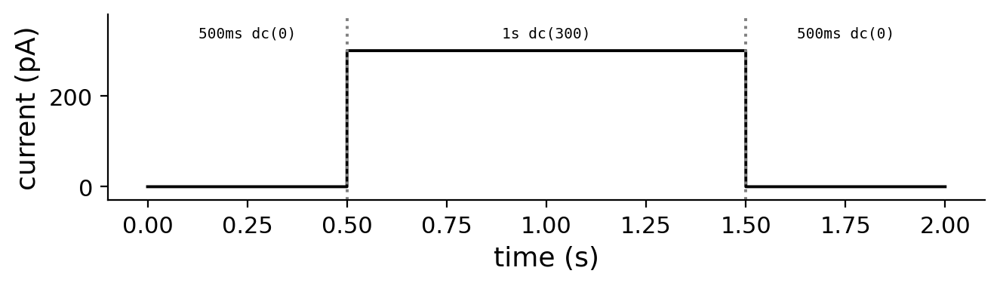 500ms dc(0) 1s dc(300) 500ms dc(0)
current (pA)
200
0
0.00 0.25 0.50 0.75 1.00 1.25 1.50 1.75 2.00
time (s)